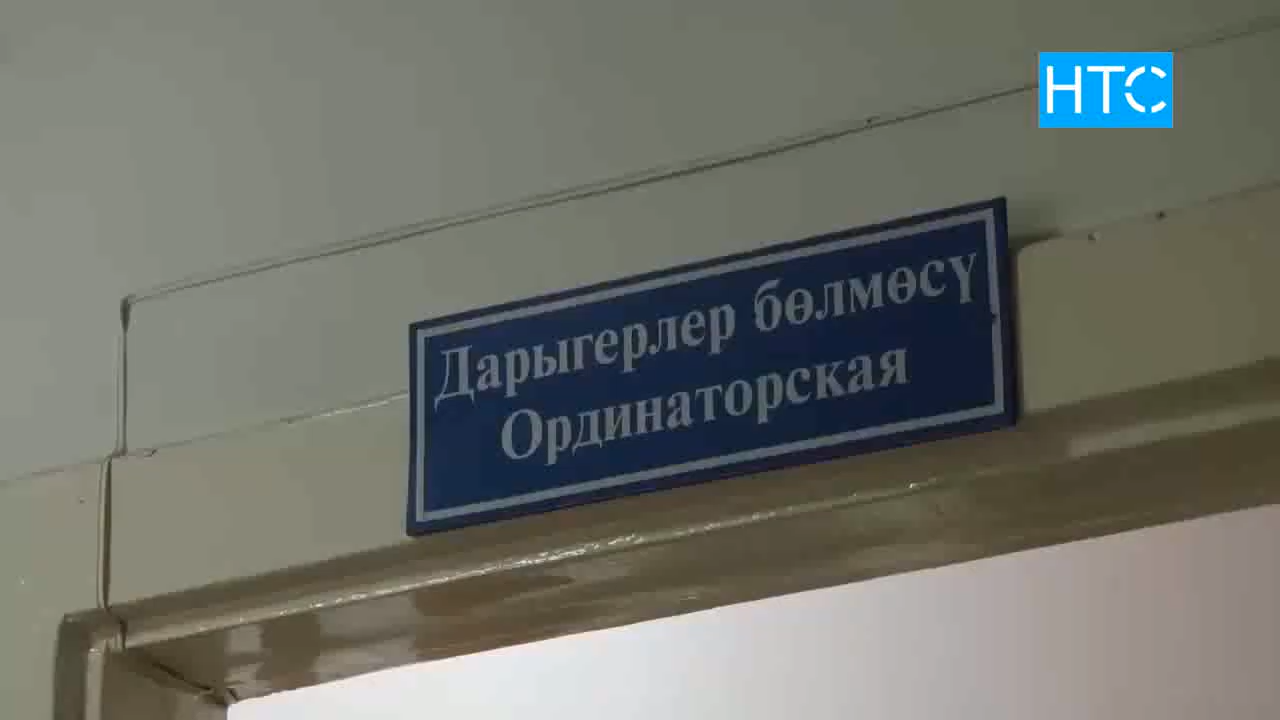 НТС
Дарыгерлер бөлмөсү
Ординаторская